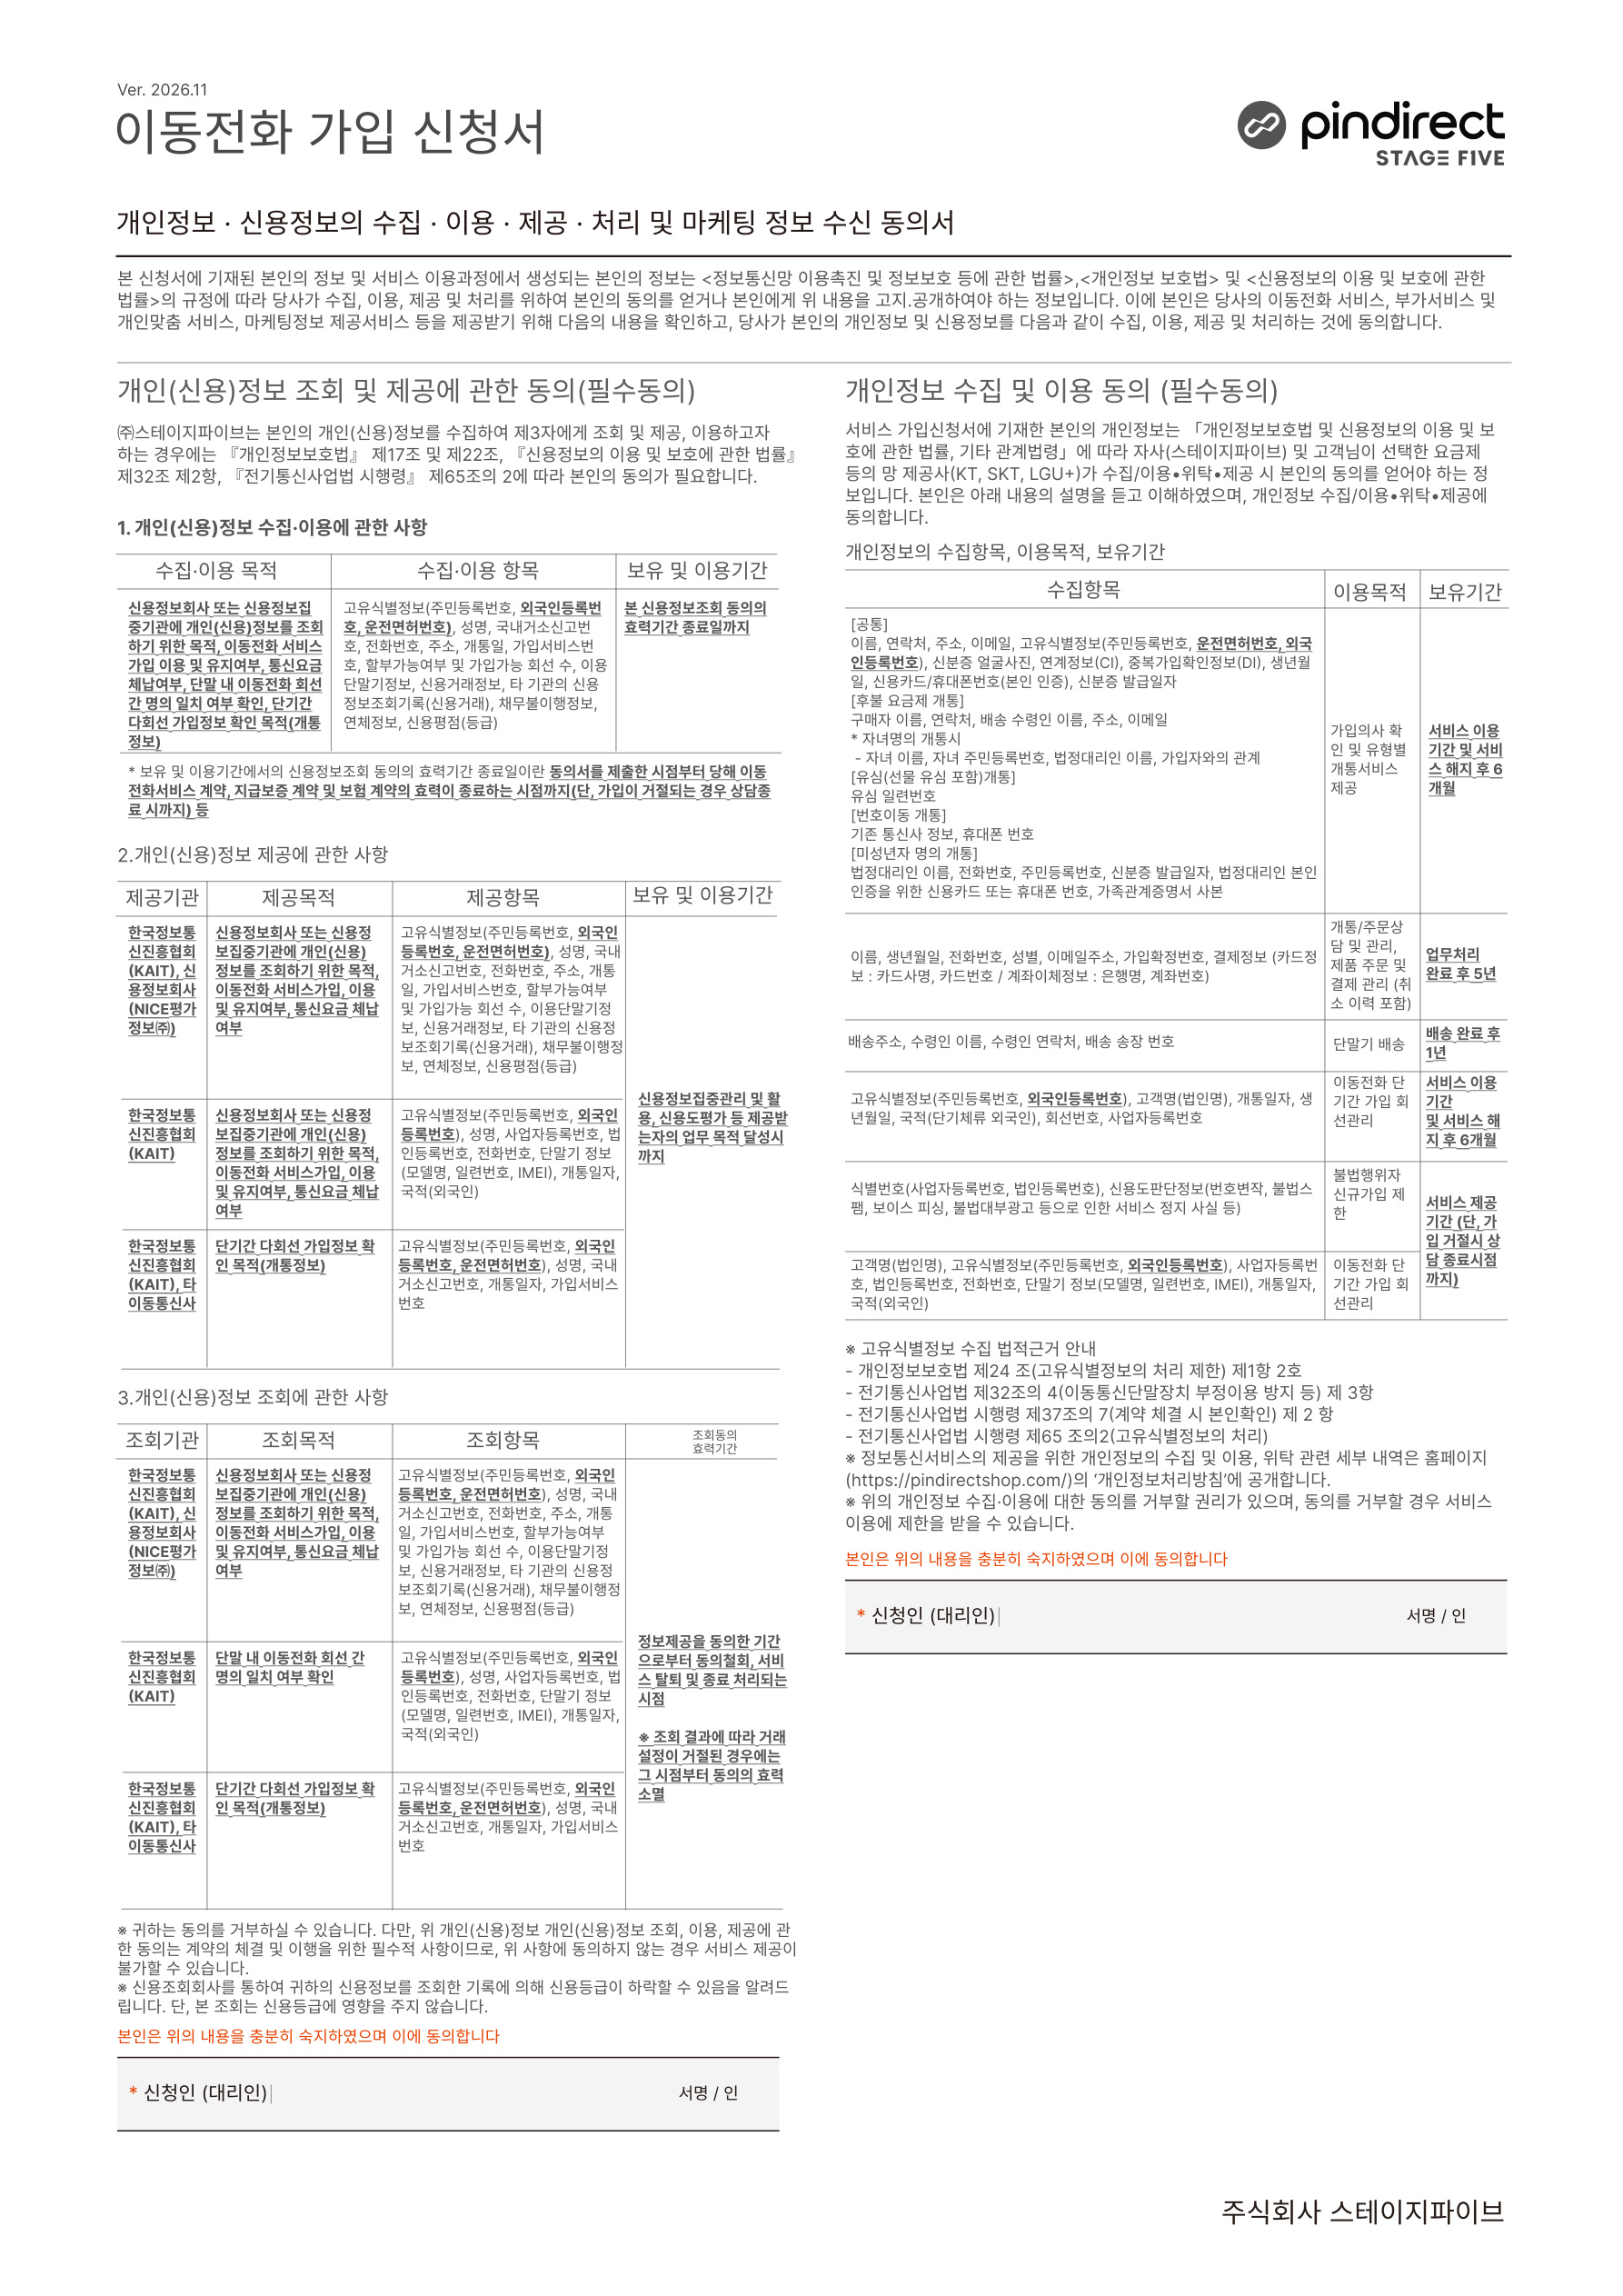 Ver. 2026.11
이동전화 가입 신청서
pindirect
STAGE FIVE
개인정보 · 신용정보의 수집 · 이용 · 제공 · 처리 및 마케팅 정보 수신 동의서
본 신청서에 기재된 본인의 정보 및 서비스 이용과정에서 생성되는 본인의 정보는 <정보통신망 이용촉진 및 정보보호 등에 관한 법률>,<개인정보 보호법> 및 <신용정보의 이용 및 보호에 관한
법률>의 규정에 따라 당사가 수집, 이용, 제공 및 처리를 위하여 본인의 동의를 얻거나 본인에게 위 내용을 고지.공개하여야 하는 정보입니다. 이에 본인은 당사의 이동전화 서비스, 부가서비스 및
개인맞춤 서비스, 마케팅정보 제공서비스 등을 제공받기 위해 다음의 내용을 확인하고, 당사가 본인의 개인정보 및 신용정보를 다음과 같이 수집, 이용, 제공 및 처리하는 것에 동의합니다.
개인(신용)정보 조회 및 제공에 관한 동의(필수동의)
㈜스테이지파이브는 본인의 개인(신용)정보를 수집하여 제3자에게 조회 및 제공, 이용하고자
하는 경우에는 『개인정보보호법』 제17조 및 제22조, 『신용정보의 이용 및 보호에 관한 법률』
제32조 제2항, 『전기통신사업법 시행령』 제65조의 2에 따라 본인의 동의가 필요합니다.
1. 개인(신용)정보 수집·이용에 관한 사항
수집·이용 목적
수집·이용 항목
보유 및 이용기간
신용정보회사 또는 신용정보집
중기관에 개인(신용)정보를 조회
하기 위한 목적, 이동전화 서비스
가입 이용 및 유지여부, 통신요금
체납여부, 단말 내 이동전화 회선
간 명의 일치 여부 확인, 단기간
다회선 가입정보 확인 목적(개통
정보)
고유식별정보(주민등록번호, 외국인등록번
호, 운전면허번호), 성명, 국내거소신고번
호, 전화번호, 주소, 개통일, 가입서비스번
호, 할부가능여부 및 가입가능 회선 수, 이용
단말기정보, 신용거래정보, 타 기관의 신용
정보조회기록(신용거래), 채무불이행정보,
연체정보, 신용평점(등급)
본 신용정보조회 동의의
효력기간 종료일까지
* 보유 및 이용기간에서의 신용정보조회 동의의 효력기간 종료일이란 동의서를 제출한 시점부터 당해 이동
전화서비스 계약, 지급보증 계약 및 보험 계약의 효력이 종료하는 시점까지(단, 가입이 거절되는 경우 상담종
료 시까지) 등
2.개인(신용)정보 제공에 관한 사항
제공기관
제공목적
제공항목
보유 및 이용기간
한국정보통
신진흥협회
(KAIT), 신
용정보회사
(NICE평가
정보㈜)
신용정보회사 또는 신용정
보집중기관에 개인(신용)
정보를 조회하기 위한 목적,
이동전화 서비스가입, 이용
및 유지여부, 통신요금 체납
여부
고유식별정보(주민등록번호, 외국인
등록번호, 운전면허번호), 성명, 국내
거소신고번호, 전화번호, 주소, 개통
일, 가입서비스번호, 할부가능여부
및 가입가능 회선 수, 이용단말기정
보, 신용거래정보, 타 기관의 신용정
보조회기록(신용거래), 채무불이행정
보, 연체정보, 신용평점(등급)
한국정보통
신진흥협회
(KAIT)
신용정보회사 또는 신용정
보집중기관에 개인(신용)
정보를 조회하기 위한 목적,
이동전화 서비스가입, 이용
및 유지여부, 통신요금 체납
여부
고유식별정보(주민등록번호, 외국인
등록번호), 성명, 사업자등록번호, 법
인등록번호, 전화번호, 단말기 정보
(모델명, 일련번호, IMEI), 개통일자,
국적(외국인)
신용정보집중관리 및 활
용, 신용도평가 등 제공받
는자의 업무 목적 달성시
까지
한국정보통
신진흥협회
(KAIT), 타
이동통신사
단기간 다회선 가입정보 확
인 목적(개통정보)
고유식별정보(주민등록번호, 외국인
등록번호, 운전면허번호), 성명, 국내
거소신고번호, 개통일자, 가입서비스
번호
3.개인(신용)정보 조회에 관한 사항
조회기관
조회목적
조회항목
조회동의
효력기간
한국정보통
신진흥협회
(KAIT), 신
용정보회사
(NICE평가
정보㈜)
신용정보회사 또는 신용정
보집중기관에 개인(신용)
정보를 조회하기 위한 목적,
이동전화 서비스가입, 이용
및 유지여부, 통신요금 체납
여부
고유식별정보(주민등록번호, 외국인
등록번호, 운전면허번호), 성명, 국내
거소신고번호, 전화번호, 주소, 개통
일, 가입서비스번호, 할부가능여부
및 가입가능 회선 수, 이용단말기정
보, 신용거래정보, 타 기관의 신용정
보조회기록(신용거래), 채무불이행정
보, 연체정보, 신용평점(등급)
한국정보통
신진흥협회
(KAIT)
단말 내 이동전화 회선 간
명의 일치 여부 확인
고유식별정보(주민등록번호, 외국인
등록번호), 성명, 사업자등록번호, 법
인등록번호, 전화번호, 단말기 정보
(모델명, 일련번호, IMEI), 개통일자,
국적(외국인)
정보제공을 동의한 기간
으로부터 동의철회, 서비
스 탈퇴 및 종료 처리되는
시점
※ 조회 결과에 따라 거래
설정이 거절된 경우에는
그 시점부터 동의의 효력
소멸
한국정보통
신진흥협회
(KAIT), 타
이동통신사
단기간 다회선 가입정보 확
인 목적(개통정보)
고유식별정보(주민등록번호, 외국인
등록번호, 운전면허번호), 성명, 국내
거소신고번호, 개통일자, 가입서비스
번호
※ 귀하는 동의를 거부하실 수 있습니다. 다만, 위 개인(신용)정보 개인(신용)정보 조회, 이용, 제공에 관
한 동의는 계약의 체결 및 이행을 위한 필수적 사항이므로, 위 사항에 동의하지 않는 경우 서비스 제공이
불가할 수 있습니다.
※ 신용조회회사를 통하여 귀하의 신용정보를 조회한 기록에 의해 신용등급이 하락할 수 있음을 알려드
립니다. 단, 본 조회는 신용등급에 영향을 주지 않습니다.
본인은 위의 내용을 충분히 숙지하였으며 이에 동의합니다
* 신청인 (대리인)
서명 / 인
개인정보 수집 및 이용 동의 (필수동의)
서비스 가입신청서에 기재한 본인의 개인정보는 「개인정보보호법 및 신용정보의 이용 및 보
호에 관한 법률, 기타 관계법령」에 따라 자사(스테이지파이브) 및 고객님이 선택한 요금제
등의 망 제공사(KT, SKT, LGU+)가 수집/이용•위탁•제공 시 본인의 동의를 얻어야 하는 정
보입니다. 본인은 아래 내용의 설명을 듣고 이해하였으며, 개인정보 수집/이용•위탁•제공에
동의합니다.
개인정보의 수집항목, 이용목적, 보유기간
수집항목
이용목적
보유기간
[공통]
이름, 연락처, 주소, 이메일, 고유식별정보(주민등록번호, 운전면허번호, 외국
인등록번호), 신분증 얼굴사진, 연계정보(CI), 중복가입확인정보(DI), 생년월
일, 신용카드/휴대폰번호(본인 인증), 신분증 발급일자
[후불 요금제 개통]
구매자 이름, 연락처, 배송 수령인 이름, 주소, 이메일
* 자녀명의 개통시
- 자녀 이름, 자녀 주민등록번호, 법정대리인 이름, 가입자와의 관계
[유심(선물 유심 포함)개통]
유심 일련번호
[번호이동 개통]
기존 통신사 정보, 휴대폰 번호
[미성년자 명의 개통]
법정대리인 이름, 전화번호, 주민등록번호, 신분증 발급일자, 법정대리인 본인
인증을 위한 신용카드 또는 휴대폰 번호, 가족관계증명서 사본
가입의사 확
인 및 유형별
개통서비스
제공
서비스 이용
기간 및 서비
스 해지 후 6
개월
이름, 생년월일, 전화번호, 성별, 이메일주소, 가입확정번호, 결제정보 (카드정
보 : 카드사명, 카드번호 / 계좌이체정보 : 은행명, 계좌번호)
개통/주문상
담 및 관리,
제품 주문 및
결제 관리 (취
소 이력 포함)
업무처리
완료 후 5년
배송주소, 수령인 이름, 수령인 연락처, 배송 송장 번호
단말기 배송
배송 완료 후
1년
고유식별정보(주민등록번호, 외국인등록번호), 고객명(법인명), 개통일자, 생
년월일, 국적(단기체류 외국인), 회선번호, 사업자등록번호
이동전화 단
기간 가입 회
선관리
서비스 이용
기간
및 서비스 해
지 후 6개월
식별번호(사업자등록번호, 법인등록번호), 신용도판단정보(번호변작, 불법스
팸, 보이스 피싱, 불법대부광고 등으로 인한 서비스 정지 사실 등)
불법행위자
신규가입 제
한
서비스 제공
기간 (단, 가
입 거절시 상
담 종료시점
까지)
고객명(법인명), 고유식별정보(주민등록번호, 외국인등록번호), 사업자등록번
호, 법인등록번호, 전화번호, 단말기 정보(모델명, 일련번호, IMEI), 개통일자,
국적(외국인)
이동전화 단
기간 가입 회
선관리
※ 고유식별정보 수집 법적근거 안내
- 개인정보보호법 제24 조(고유식별정보의 처리 제한) 제1항 2호
- 전기통신사업법 제32조의 4(이동통신단말장치 부정이용 방지 등) 제 3항
- 전기통신사업법 시행령 제37조의 7(계약 체결 시 본인확인) 제 2 항
- 전기통신사업법 시행령 제65 조의2(고유식별정보의 처리)
※ 정보통신서비스의 제공을 위한 개인정보의 수집 및 이용, 위탁 관련 세부 내역은 홈페이지
(https://pindirectshop.com/)의 ‘개인정보처리방침’에 공개합니다.
※ 위의 개인정보 수집·이용에 대한 동의를 거부할 권리가 있으며, 동의를 거부할 경우 서비스
이용에 제한을 받을 수 있습니다.
본인은 위의 내용을 충분히 숙지하였으며 이에 동의합니다
* 신청인 (대리인)
서명 / 인
주식회사 스테이지파이브